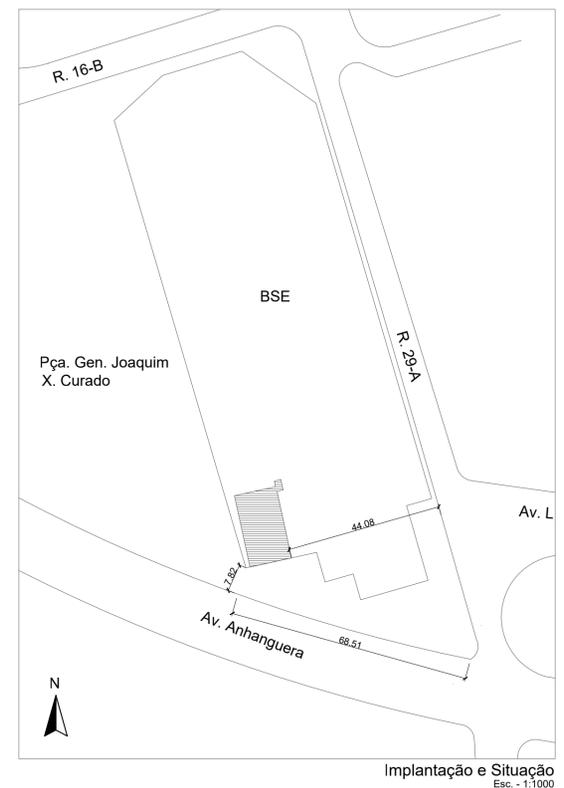 R. 16-B
BSE
R. 29-A
Pça. Gen. Joaquim
X. Curado
Av. L
44.08
7.82
Av. Anhanguera
68.51
N
Implantação e Situação
Esc. - 1:1000